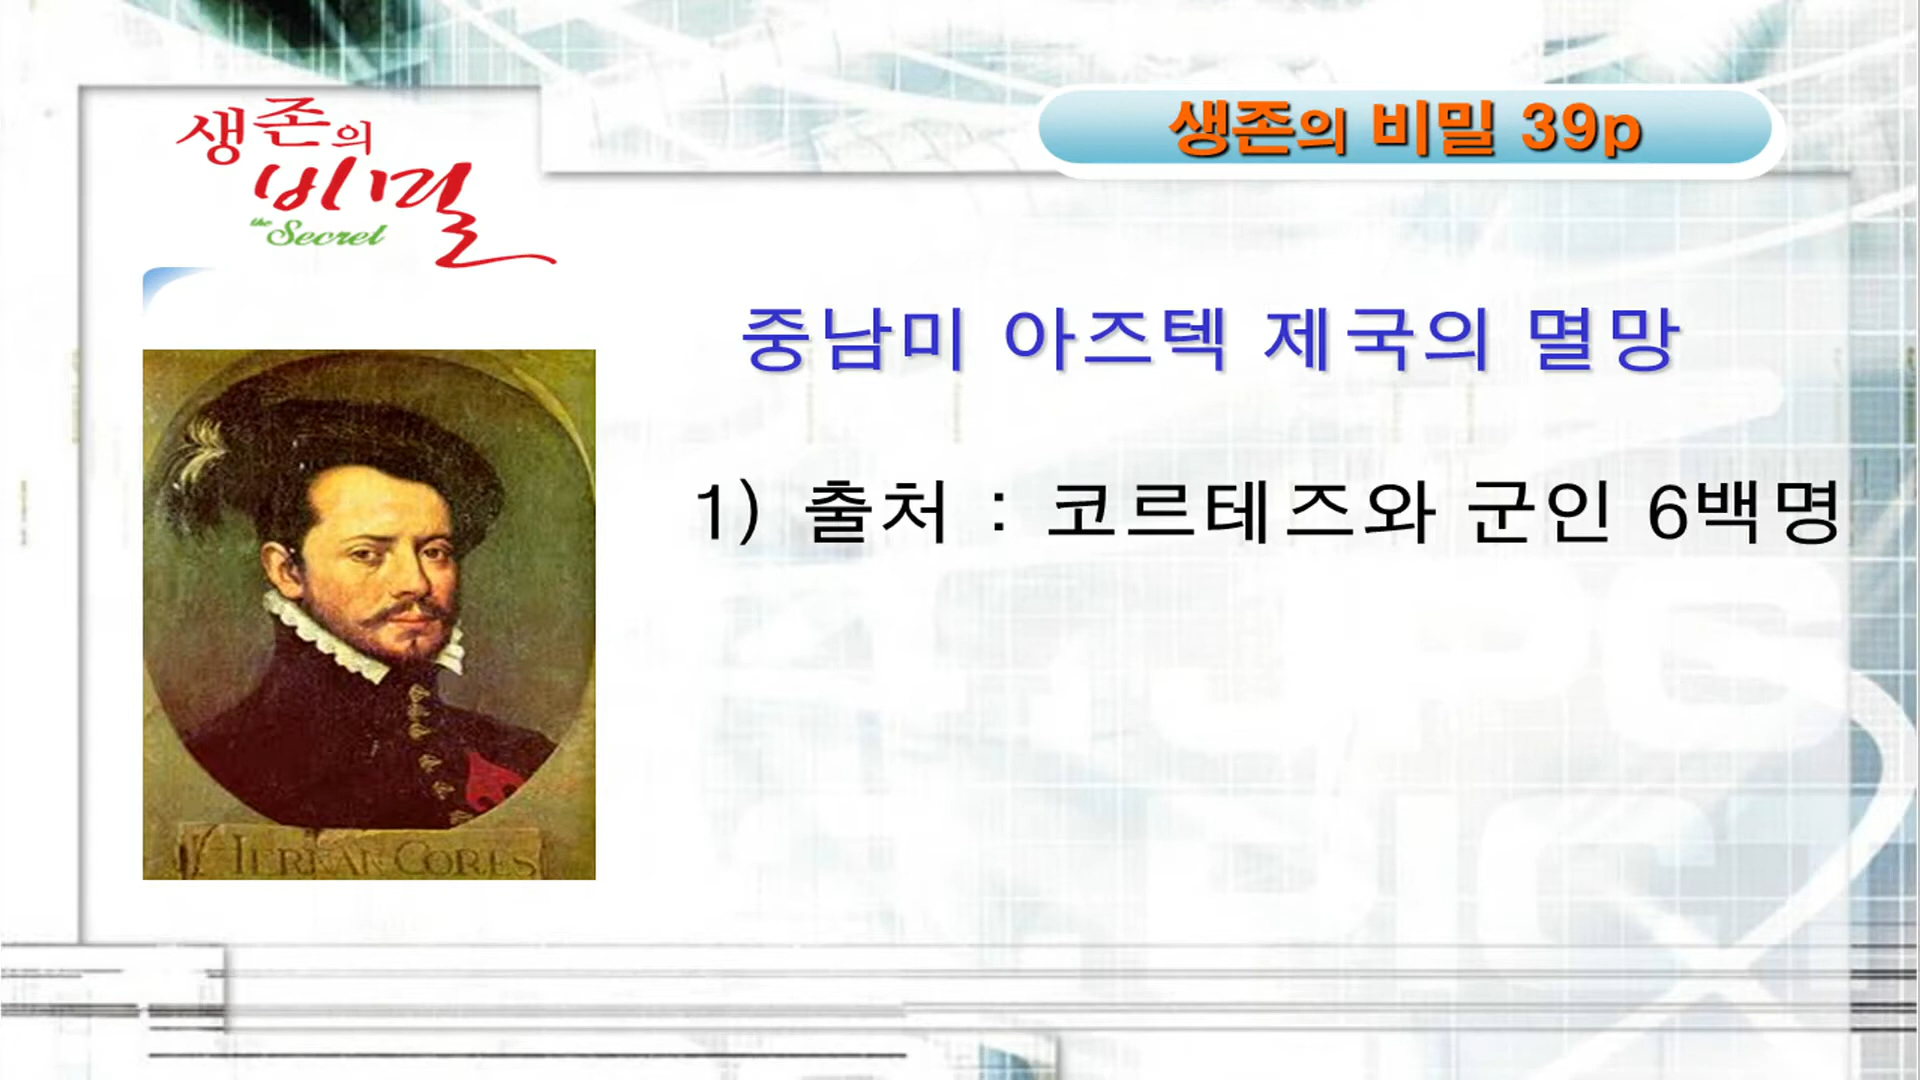 생존의
비밀
the Secret
생존의 비밀 39p
중남미 아즈텍 제국의 멸망
1) 출처 : 코르테즈와 군인 6백명